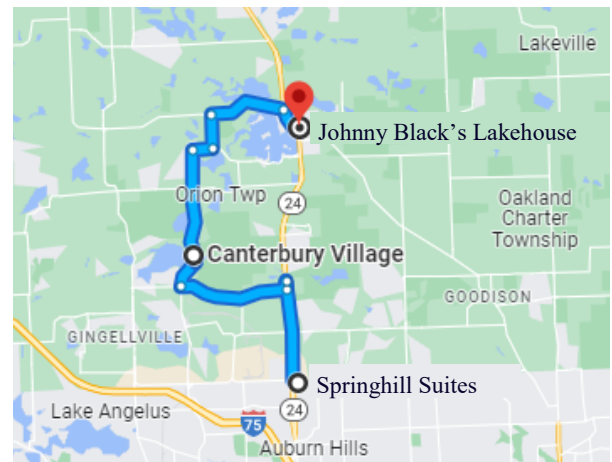 Lakeville
Johnny Black's Lakehouse
Orion Twp
24
Oakland
Charter
Township
Canterbury Village
GOODISON
GINGELLVILLE
Springhill Suites
Lake Angelus
24
75
Auburn Hills